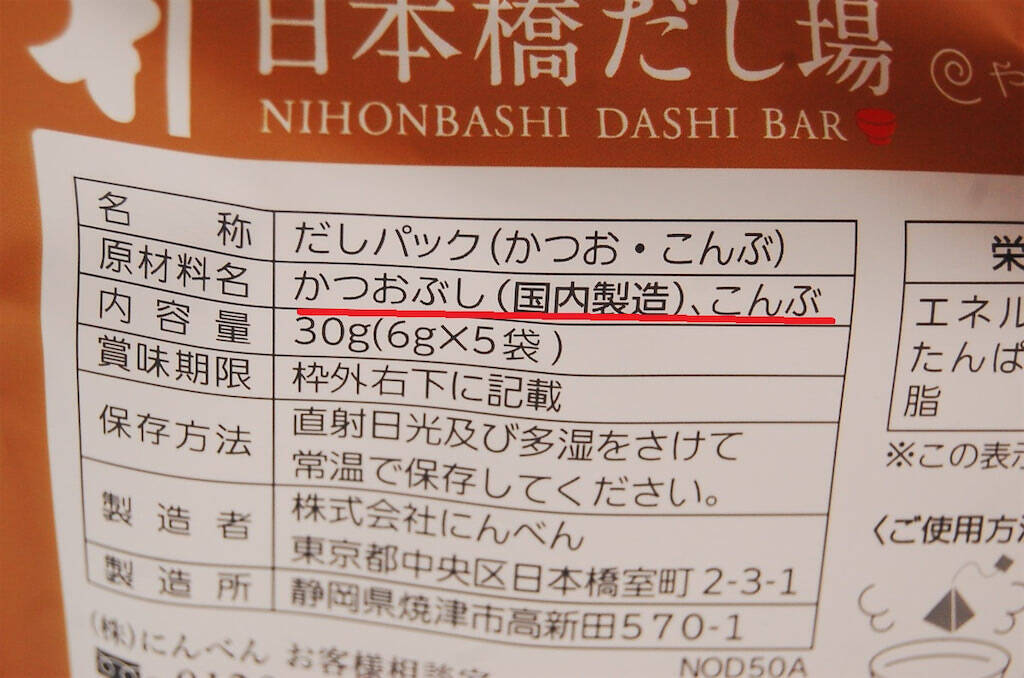 日本橋だし場
NIHONBASHI DASHI BAR
名称 だしパック(かつお・こんぶ)
原材料名 かつおぶし(国内製造)、こんぶ
内容量 30g(6g×5袋)
賞味期限 枠外右下に記載
保存方法 直射日光及び多湿をさけて
常温で保存してください。
製造者 株式会社にんべん
東京都中央区日本橋室町2-3-1
製造所 静岡県焼津市高新田570-1
(株)にんべん お客様相談室
NOD50A
栄
エネル
たんぱ
脂
※この表示
〈ご使用方法